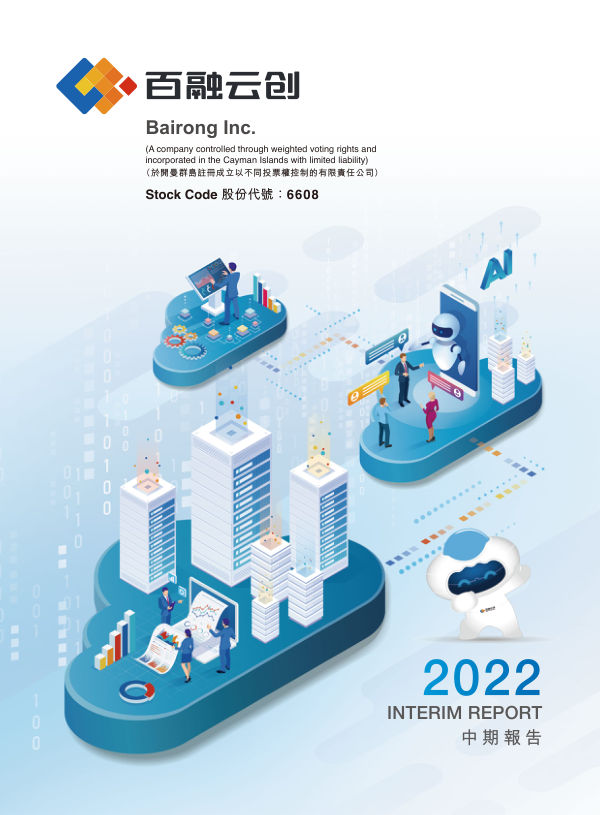 百融云创
Bairong Inc.
(A company controlled through weighted voting rights and
incorporated in the Cayman Islands with limited liability)
（於開曼群島註冊成立以不同投票權控制的有限責任公司）
Stock Code 股份代號：6608
AI
2022
INTERIM REPORT
中期報告